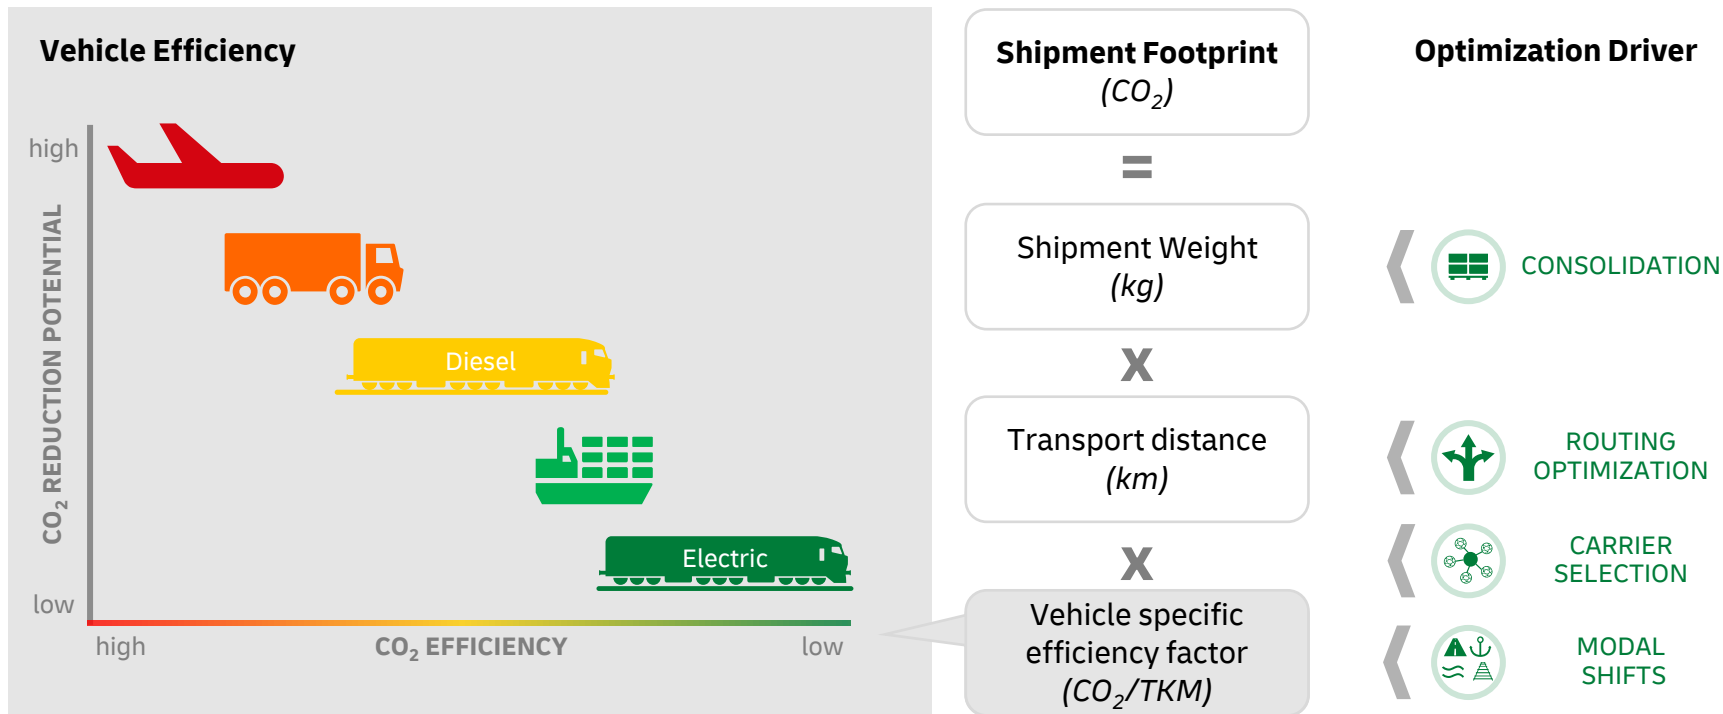 Vehicle Efficiency
high
CO₂ REDUCTION POTENTIAL
Diesel
Electric
low
high
CO₂ EFFICIENCY
low
Shipment Footprint
(CO₂)
=
Shipment Weight
(kg)
x
Transport distance
(km)
x
Vehicle specific
efficiency factor
(CO₂/TKM)
Optimization Driver
CONSOLIDATION
ROUTING
OPTIMIZATION
CARRIER
SELECTION
MODAL
SHIFTS